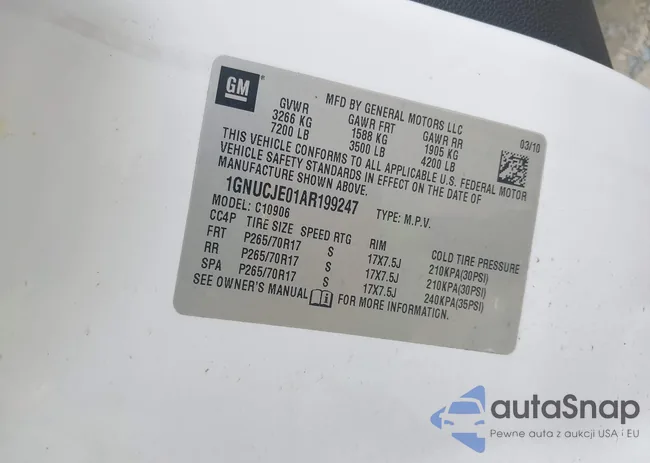 GM
MFD BY GENERAL MOTORS LLC
GVWR GAWR FRT GAWR RR 03/10
3266 KG 1588 KG 1905 KG
7200 LB 3500 LB 4200 LB
THIS VEHICLE CONFORMS TO ALL APPLICABLE U.S. FEDERAL MOTOR
VEHICLE SAFETY STANDARDS IN EFFECT ON THE DATE OF
MANUFACTURE SHOWN ABOVE.
1GNUCJE01AR199247 TYPE: M.P.V.
MODEL: C10906
CC4P TIRE SIZE SPEED RTG RIM COLD TIRE PRESSURE
FRT P265/70R17 S 17X7.5J 210KPA(30PSI)
RR P265/70R17 S 17X7.5J 210KPA(30PSI)
SPA P265/70R17 S 17X7.5J 240KPA(35PSI)
SEE OWNER'S MANUAL FOR MORE INFORMATION.
autaSnap
Pewne auta z aukcji USA i EU